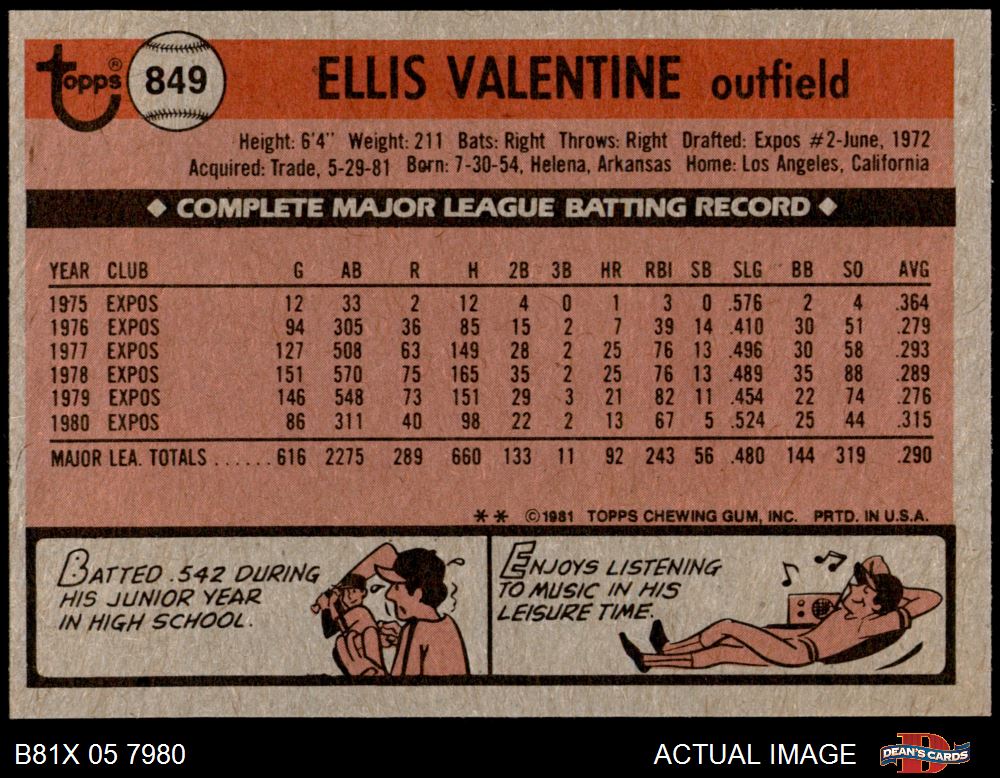 Topps® 849 ELLIS VALENTINE outfield
Height: 6'4" Weight: 211 Bats: Right Throws: Right Drafted: Expos #2-June, 1972
Acquired: Trade, 5-29-81 Born: 7-30-54, Helena, Arkansas Home: Los Angeles, California
◆ COMPLETE MAJOR LEAGUE BATTING RECORD ◆
YEAR CLUB G AB R H 2B 3B HR RBI SB SLG BB SO AVG
1975 EXPOS 12 33 2 12 4 0 1 3 0 .576 2 4 .364
1976 EXPOS 94 305 36 85 15 2 7 39 14 .410 30 51 .279
1977 EXPOS 127 508 63 149 28 2 25 76 13 .496 30 58 .293
1978 EXPOS 151 570 75 165 35 2 25 76 13 .489 35 88 .289
1979 EXPOS 146 548 73 151 29 3 21 82 11 .454 22 74 .276
1980 EXPOS 86 311 40 98 22 2 13 67 5 .524 25 44 .315
MAJOR LEA. TOTALS ...... 616 2275 289 660 133 11 92 243 56 .480 144 319 .290
** ©1981 TOPPS CHEWING GUM, INC. PRTD. IN U.S.A.
BATTED .542 DURING
HIS JUNIOR YEAR
IN HIGH SCHOOL.
ENJOYS LISTENING
TO MUSIC IN HIS
LEISURE TIME.
B81X 05 7980 ACTUAL IMAGE DEAN'S CARDS